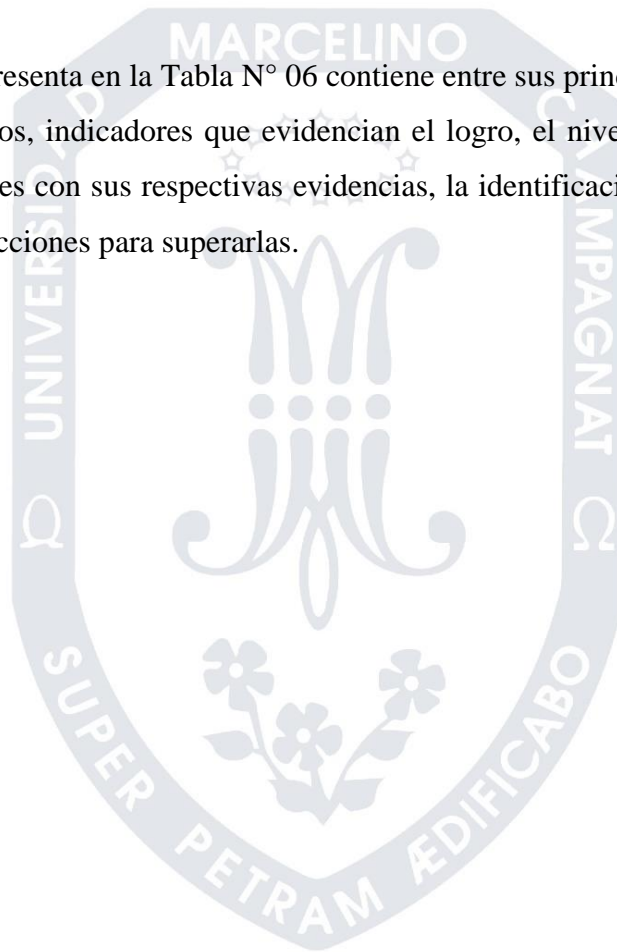 MARCELINO
resenta en la Tabla N° 06 contiene entre sus prin
os, indicadores que evidencian el logro, el nive
es con sus respectivas evidencias, la identificaci
cciones para superarlas.
UNIVERSIDAD
CHAMPAGNAT
Ω Ω
SUPER PETRAM ÆDIFICABO